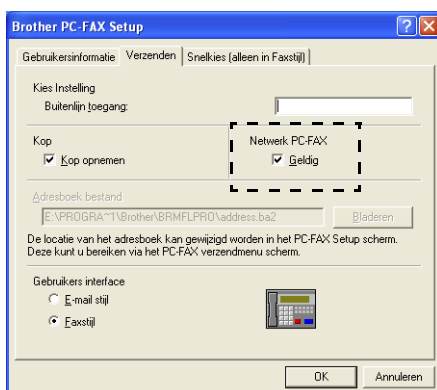 Brother PC-FAX Setup
Gebruikersinformatie Verzenden Snelkies (alleen in Faxstijl)
Kies Instelling
Buitenlijn toegang:
Kop Netwerk PC-FAX
Kop opnemen Geldig
Adresboek bestand
E:\PROGRA~1\Brother\BRMFLPRO\address.ba2 Bladeren
De locatie van het adresboek kan gewijzigd worden in het PC-FAX Setup scherm.
Deze kunt u bereiken via het PC-FAX verzendmenu scherm.
Gebruikers interface
E-mail stijl
Faxstijl
OK Annuleren